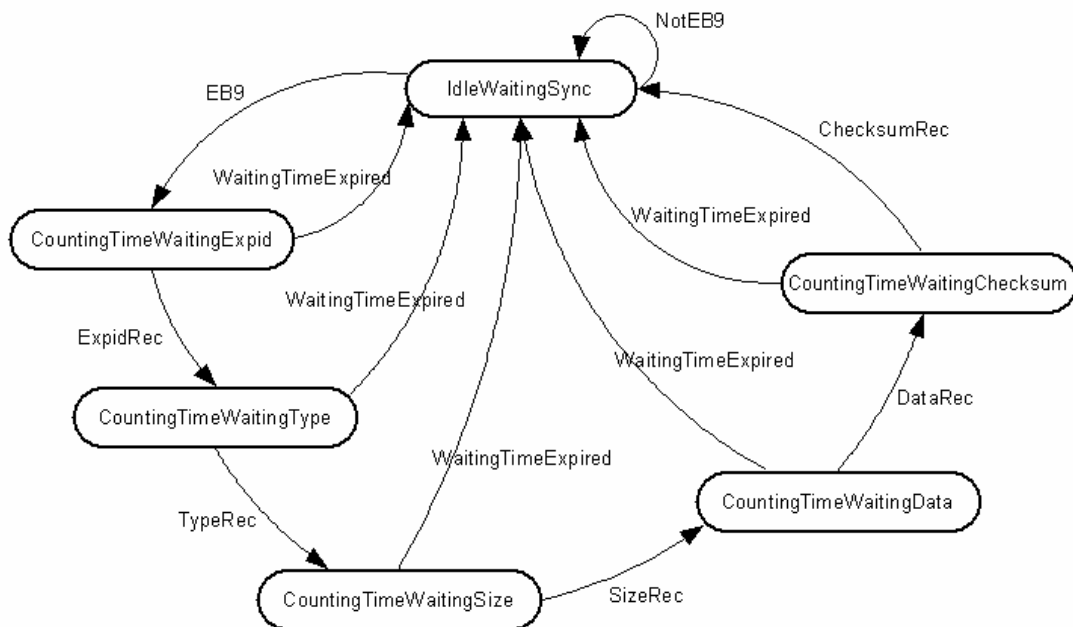 NotEB9
IdleWaitingSync
EB9
ChecksumRec
WaitingTimeExpired
WaitingTimeExpired
CountingTimeWaitingExpid
CountingTimeWaitingChecksum
WaitingTimeExpired
ExpidRec
WaitingTimeExpired
DataRec
CountingTimeWaitingType
WaitingTimeExpired
CountingTimeWaitingData
TypeRec
SizeRec
CountingTimeWaitingSize